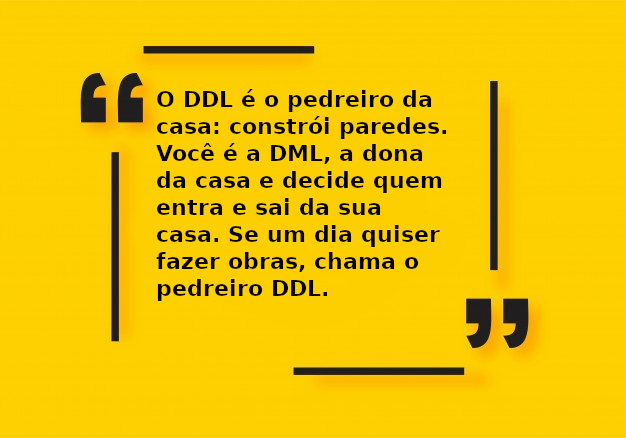 O DDL é o pedreiro da
casa: constrói paredes.
Você é a DML, a dona
da casa e decide quem
entra e sai da sua
casa. Se um dia quiser
fazer obras, chama o
pedreiro DDL.